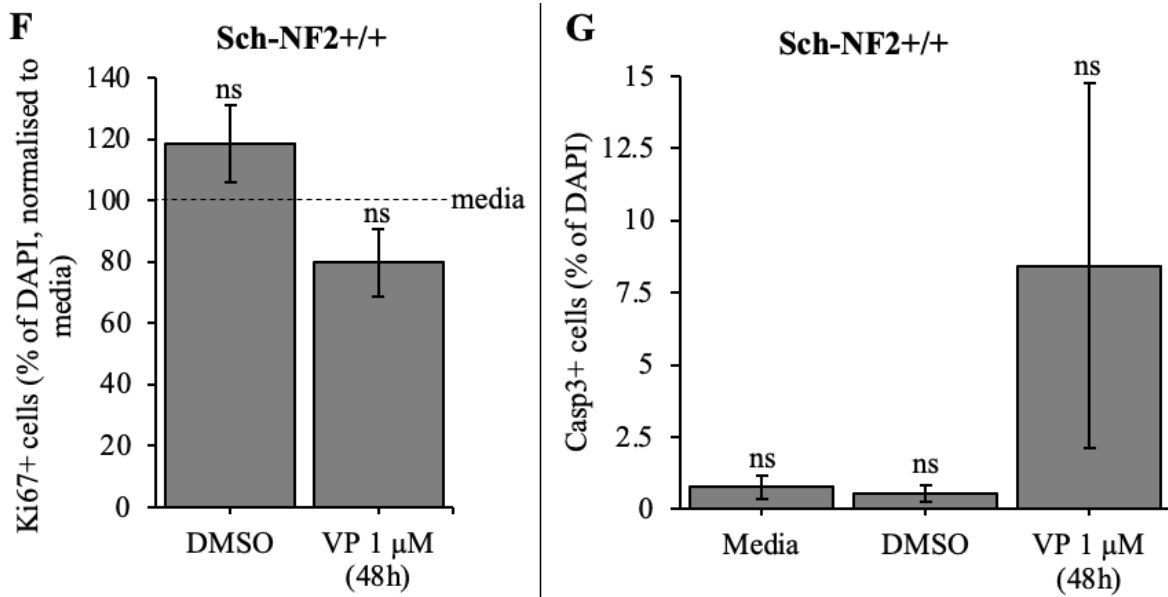 F
Sch-NF2+/+
Ki67+ cells (% of DAPI, normalised to
media)
140
120
100
80
60
40
20
0
ns
ns
media
DMSO
VP 1 μM
(48h)
G
Sch-NF2+/+
Casp3+ cells (% of DAPI)
15
12.5
10
7.5
5
2.5
0
ns
ns
ns
Media
DMSO
VP 1 μM
(48h)